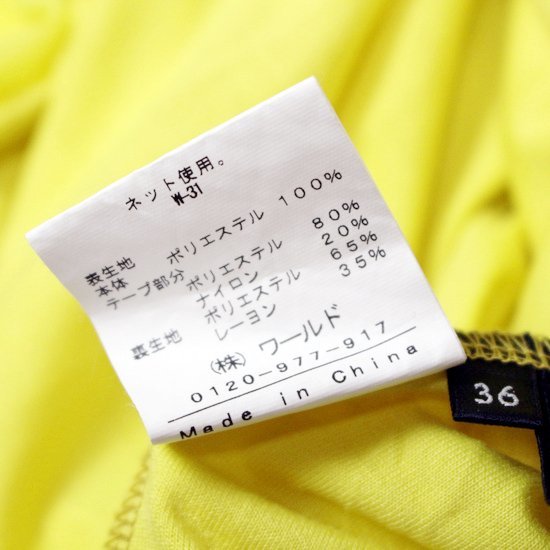 ネット使用。
W-31
表生地
本体 ポリエステル 100%
テープ部分 ポリエステル 80%
ナイロン 20%
裏生地 ポリエステル 65%
レーヨン 35%
(株) ワールド
0120-977-917
Made in China
36